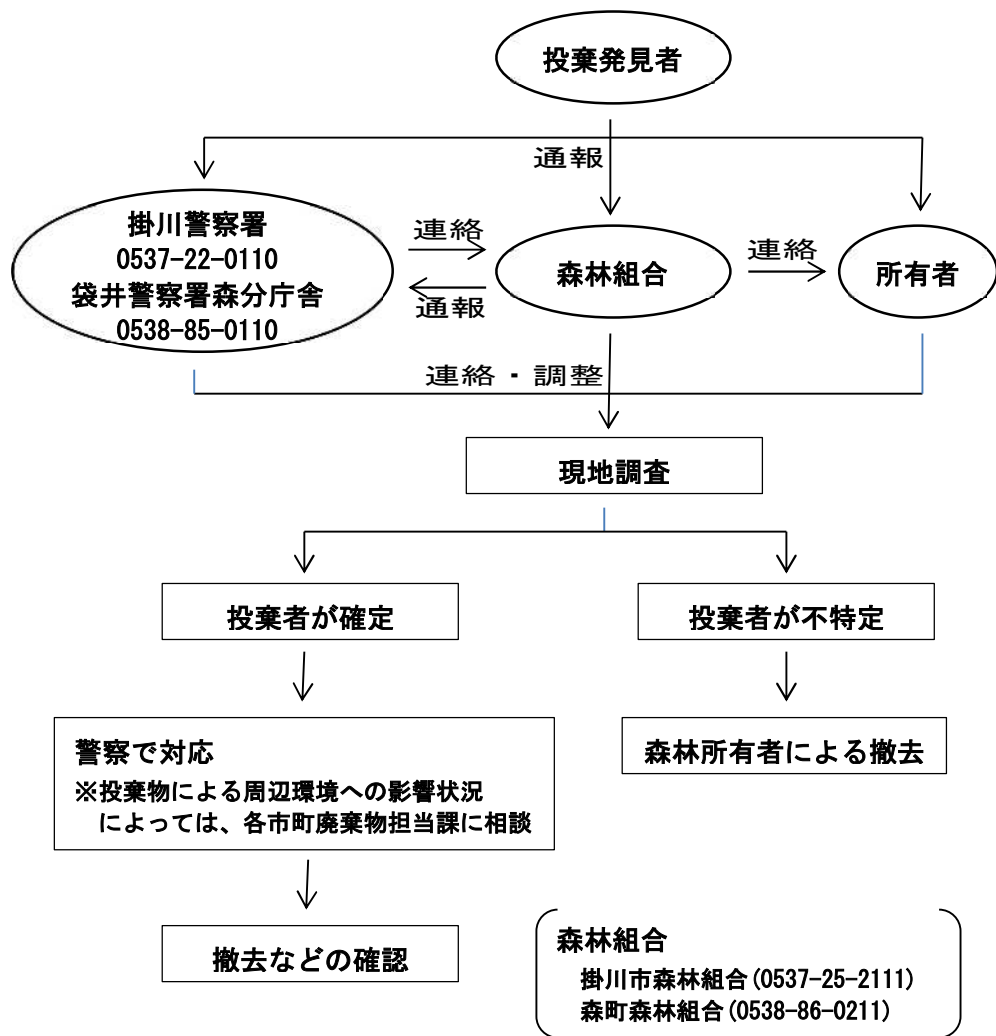 投棄発見者
通報
掛川警察署
0537-22-0110
袋井警察署森分庁舎
0538-85-0110
連絡
通報
森林組合
連絡
所有者
連絡・調整
現地調査
投棄者が確定
投棄者が不特定
警察で対応
※投棄物による周辺環境への影響状況
によっては、各市町廃棄物担当課に相談
森林所有者による撤去
撤去などの確認
森林組合
掛川市森林組合(0537-25-2111)
森町森林組合(0538-86-0211)